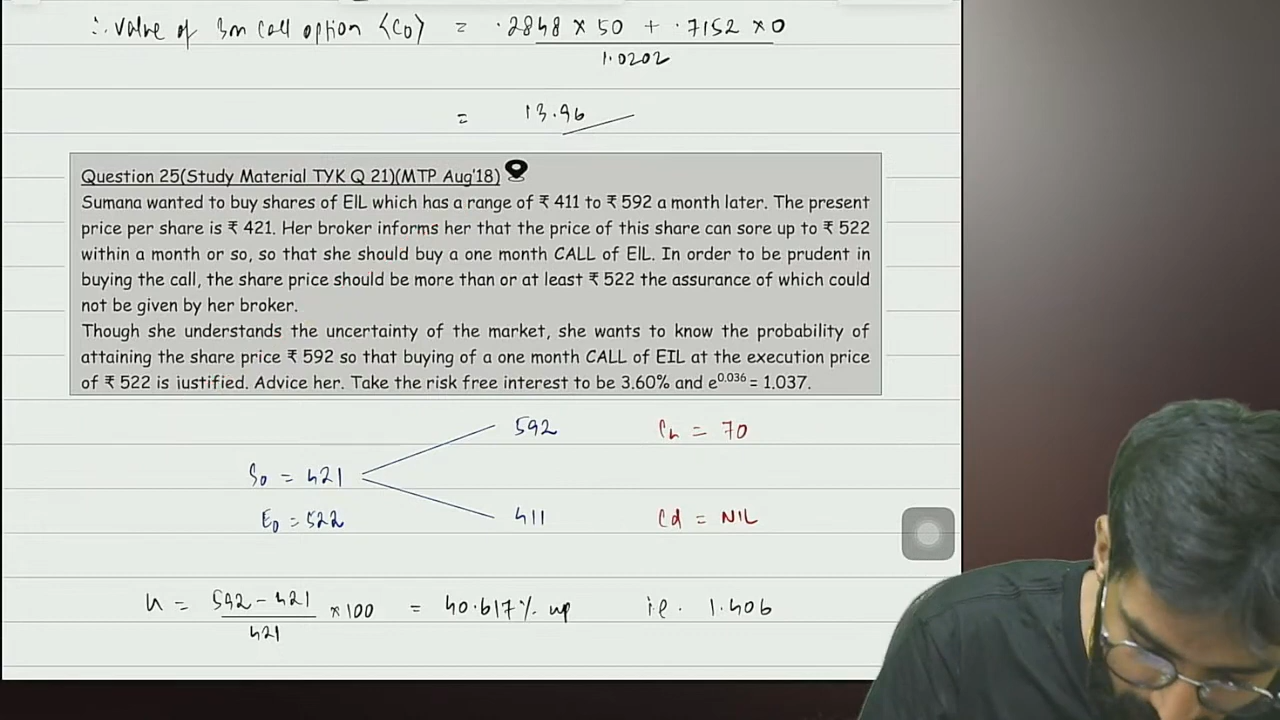 ∴ Value of 3m call option (C0) = .2848 × 50 + .7152 × 0
1.0202
= 13.96
Question 25(Study Material TYK Q 21)(MTP Aug'18)
Sumana wanted to buy shares of EIL which has a range of ₹ 411 to ₹ 592 a month later. The present
price per share is ₹ 421. Her broker informs her that the price of this share can sore up to ₹ 522
within a month or so, so that she should buy a one month CALL of EIL. In order to be prudent in
buying the call, the share price should be more than or at least ₹ 522 the assurance of which could
not be given by her broker.
Though she understands the uncertainty of the market, she wants to know the probability of
attaining the share price ₹ 592 so that buying of a one month CALL of EIL at the execution price
of ₹ 522 is justified. Advice her. Take the risk free interest to be 3.60% and e^0.036 = 1.037.
592 Cu = 70
S0 = 421
E0 = 522 411 Cd = NIL
u = 592 - 421 × 100 = 40.617% up i.e. 1.406
421